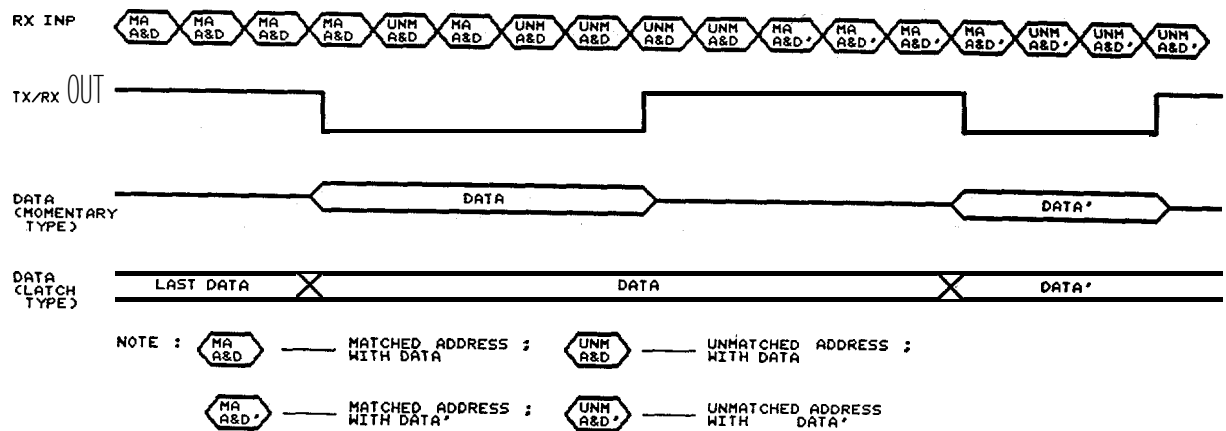 RX INP
MA A&D MA A&D MA A&D MA A&D UNM A&D MA A&D UNM A&D UNM A&D UNM A&D UNM A&D MA A&D' MA A&D' MA A&D' MA A&D' UNM A&D' UNM A&D' UNM A&D'
TX/RX OUT
DATA
(MOMENTARY
TYPE)
DATA
DATA'
DATA
(LATCH
TYPE)
LAST DATA
DATA
DATA'
NOTE :
MA
A&D
MATCHED ADDRESS ;
WITH DATA
UNM
A&D
UNMATCHED ADDRESS ;
WITH DATA
MA
A&D'
MATCHED ADDRESS ;
WITH DATA'
UNM
A&D'
UNMATCHED ADDRESS
WITH DATA'